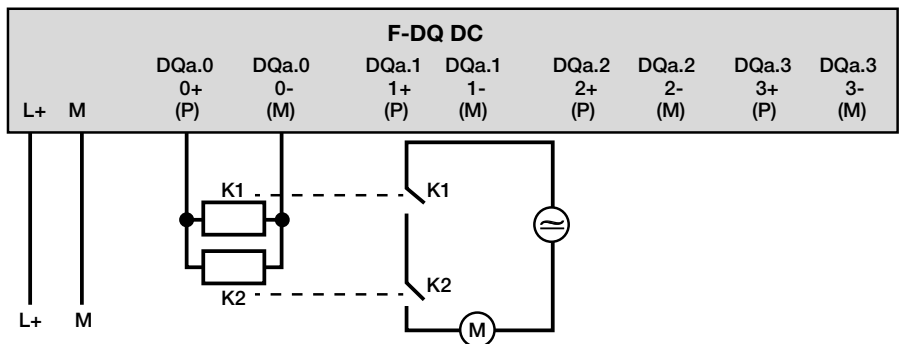 F-DQ DC
DQa.0 DQa.0 DQa.1 DQa.1 DQa.2 DQa.2 DQa.3 DQa.3
0+ 0- 1+ 1- 2+ 2- 3+ 3-
L+ M (P) (M) (P) (M) (P) (M) (P) (M)
K1 K1
K2 K2
L+ M M